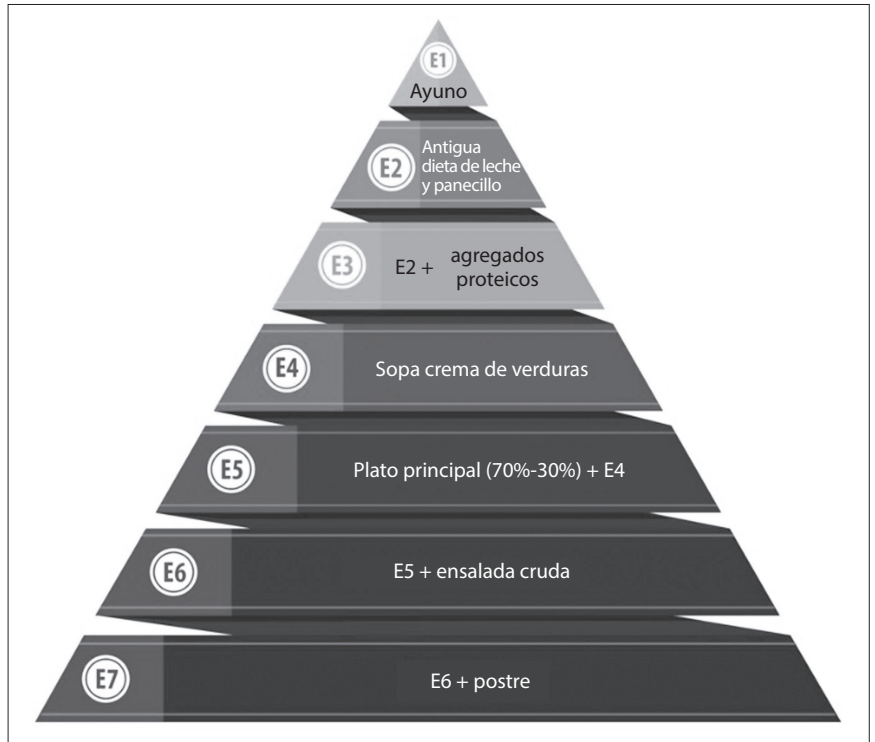 E1
Ayuno
E2
Antigua
dieta de leche
y panecillo
E3
E2 + agregados
proteicos
E4
Sopa crema de verduras
E5
Plato principal (70%-30%) + E4
E6
E5 + ensalada cruda
E7
E6 + postre